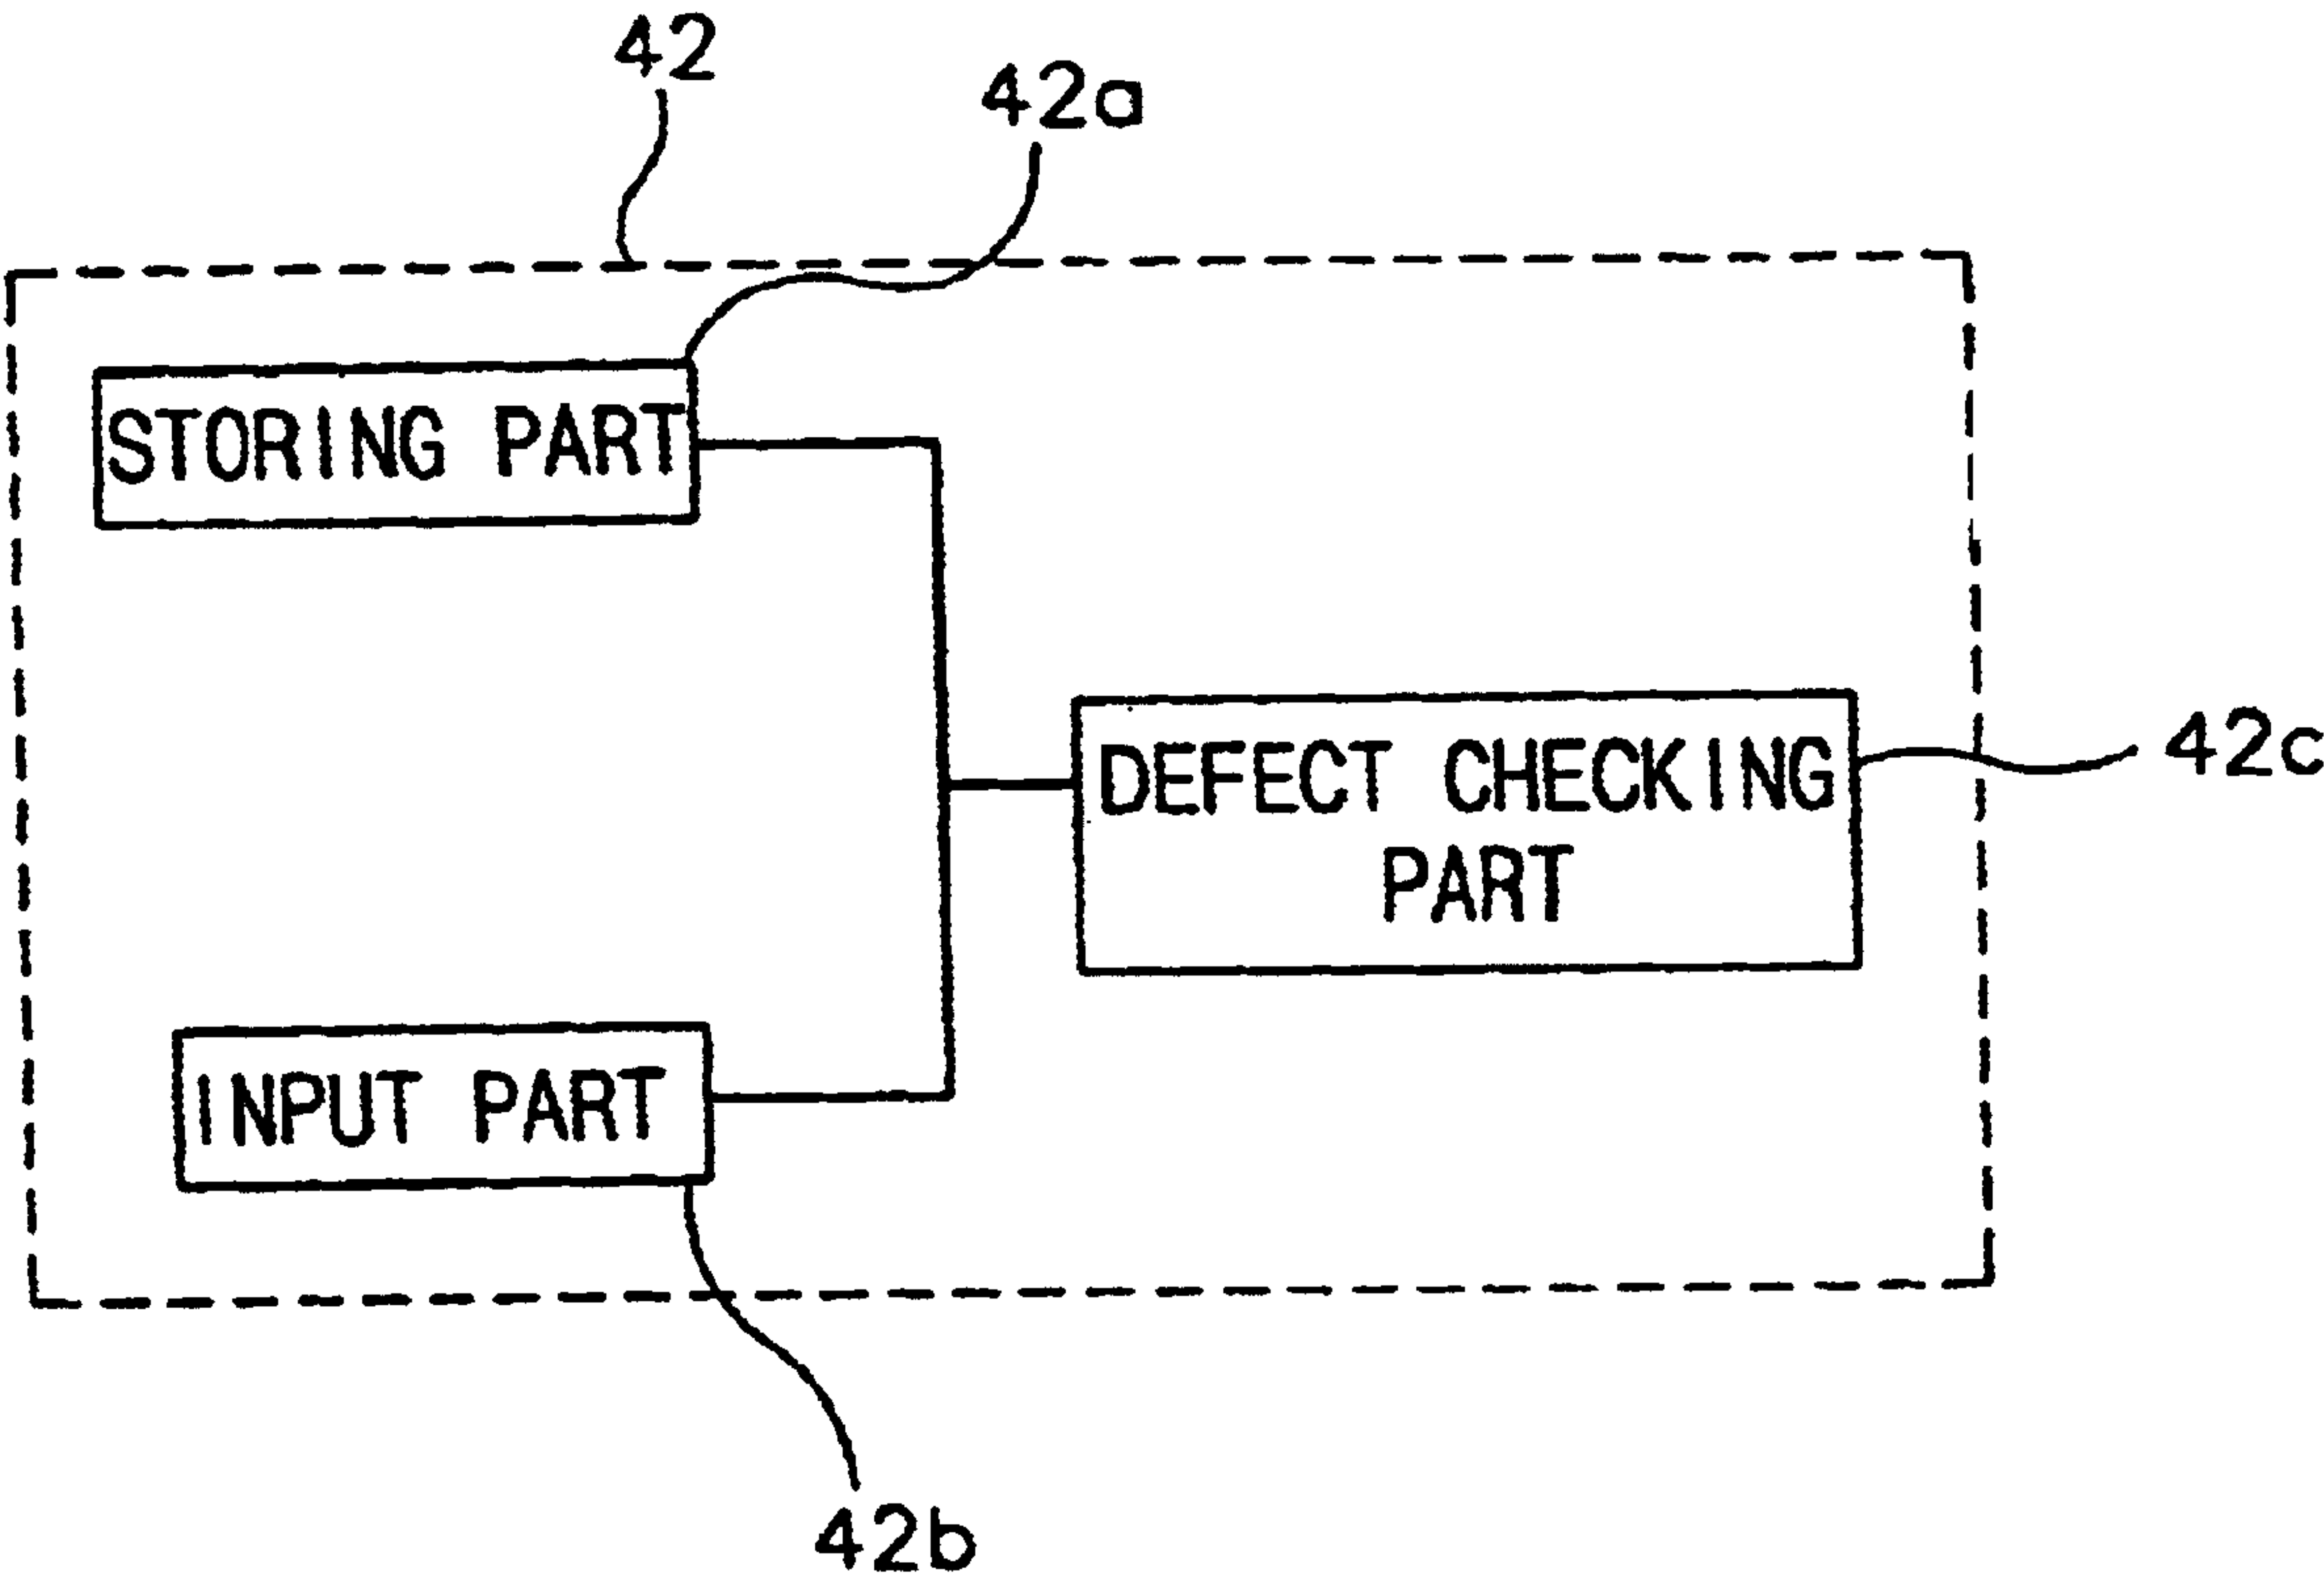 42
42a
STORING PART
DEFECT CHECKING
PART
42c
INPUT PART
42b